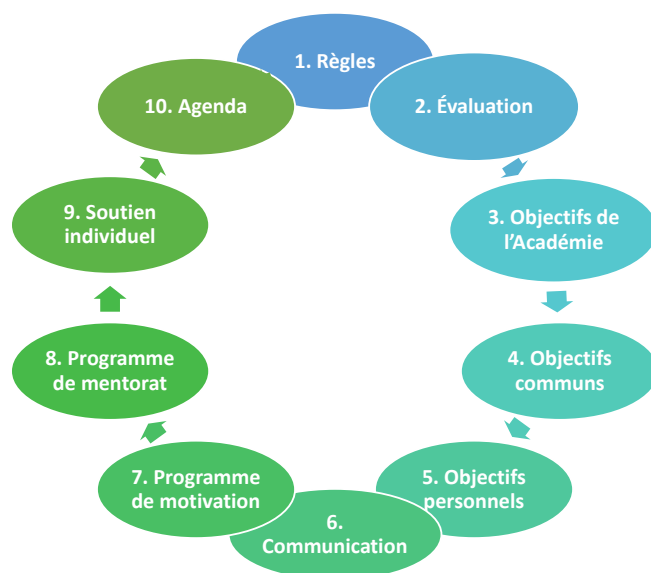 1. Règles
2. Évaluation
3. Objectifs de
l'Académie
4. Objectifs
communs
5. Objectifs
personnels
6.
Communication
7. Programme
de motivation
8. Programme
de mentorat
9. Soutien
individuel
10. Agenda